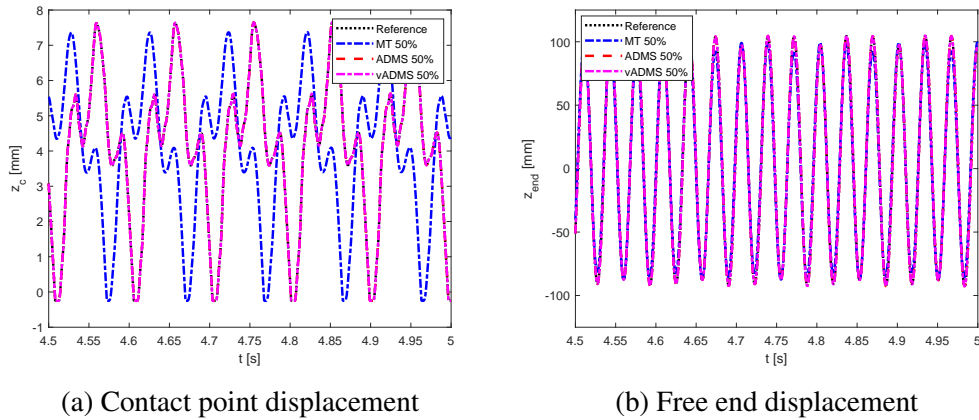 8
7
6
5
4
3
2
1
0
-1
z_c [mm]
4.5 4.55 4.6 4.65 4.7 4.75 4.8 4.85 4.9 4.95 5
t [s]
Reference
MT 50%
ADMS 50%
vADMS 50%
(a) Contact point displacement
100
50
0
-50
-100
z_end [mm]
4.5 4.55 4.6 4.65 4.7 4.75 4.8 4.85 4.9 4.95 5
t [s]
Reference
MT 50%
ADMS 50%
vADMS 50%
(b) Free end displacement